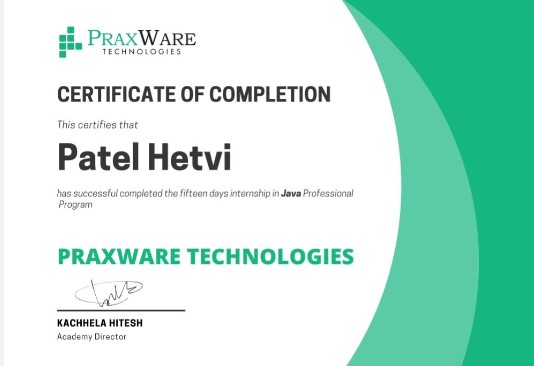 PRAXWARE
TECHNOLOGIES
CERTIFICATE OF COMPLETION
This certifies that
Patel Hetvi
has successful completed the fifteen days internship in Java Professional
Program
PRAXWARE TECHNOLOGIES
KACHHELA HITESH
Academy Director